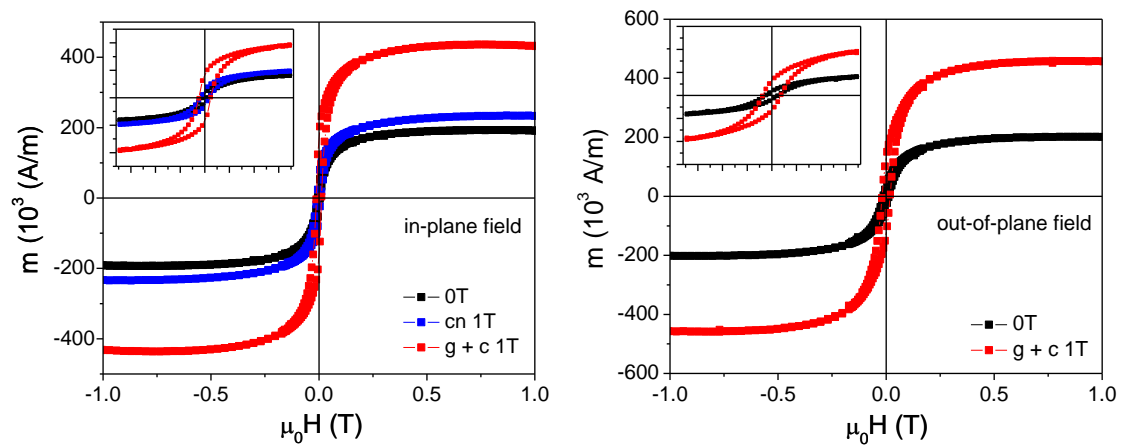 400
200
0
-200
-400
m (10³ (A/m)
in-plane field
0T
cn 1T
g + c 1T
-1.0 -0.5 0.0 0.5 1.0
μ₀H (T)
600
400
200
0
-200
-400
-600
m (10³ A/m)
out-of-plane field
0T
g + c 1T
-1.0 -0.5 0.0 0.5 1.0
μ₀H (T)